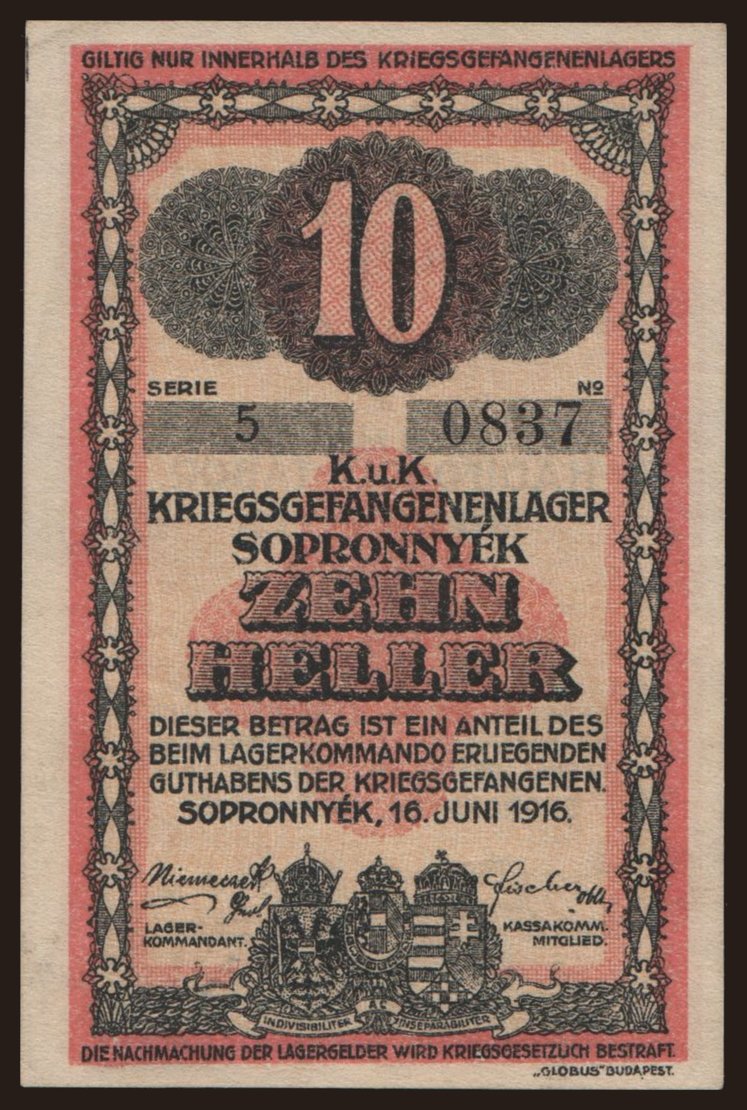 GILTIG NUR INNERHALB DES KRIEGSGEFANGENENLAGERS
10
SERIE No
5 0837
K.u.K.
KRIEGSGEFANGENENLAGER
SOPRONNYÉK
ZEHN
HELLER
DIESER BETRAG IST EIN ANTEIL DES
BEIM LAGERKOMMANDO ERLIEGENDEN
GUTHABENS DER KRIEGSGEFANGENEN.
SOPRONNYÉK, 16. JUNI 1916.
Fischer
LAGER- KASSAKOMM.
KOMMANDANT. MITGLIED.
INDIVISIBILITER AC INSEPARABILITER
DIE NACHMACHUNG DER LAGERGELDER WIRD KRIEGSGESETZLICH BESTRAFT.
„GLOBUS" BUDAPEST.